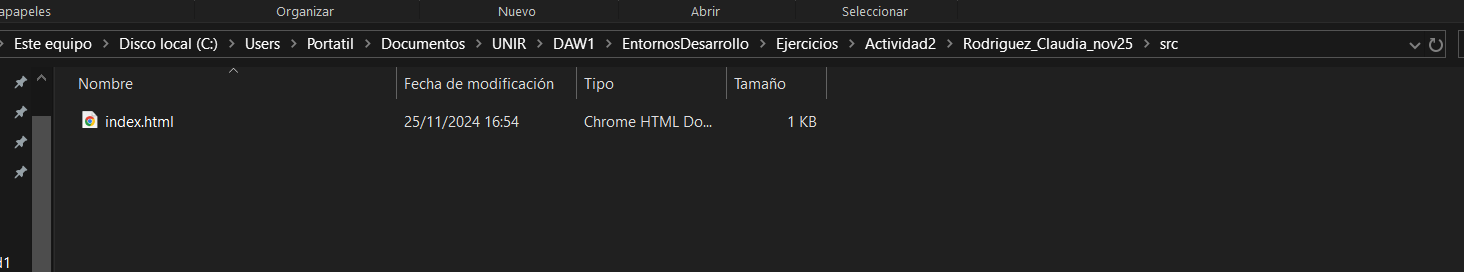 apapeles Organizar Nuevo Abrir Seleccionar
Este equipo > Disco local (C:) > Users > Portatil > Documentos > UNIR > DAW1 > EntornosDesarrollo > Ejercicios > Actividad2 > Rodriguez_Claudia_nov25 > src
Nombre Fecha de modificación Tipo Tamaño
index.html 25/11/2024 16:54 Chrome HTML Do... 1 KB
d1